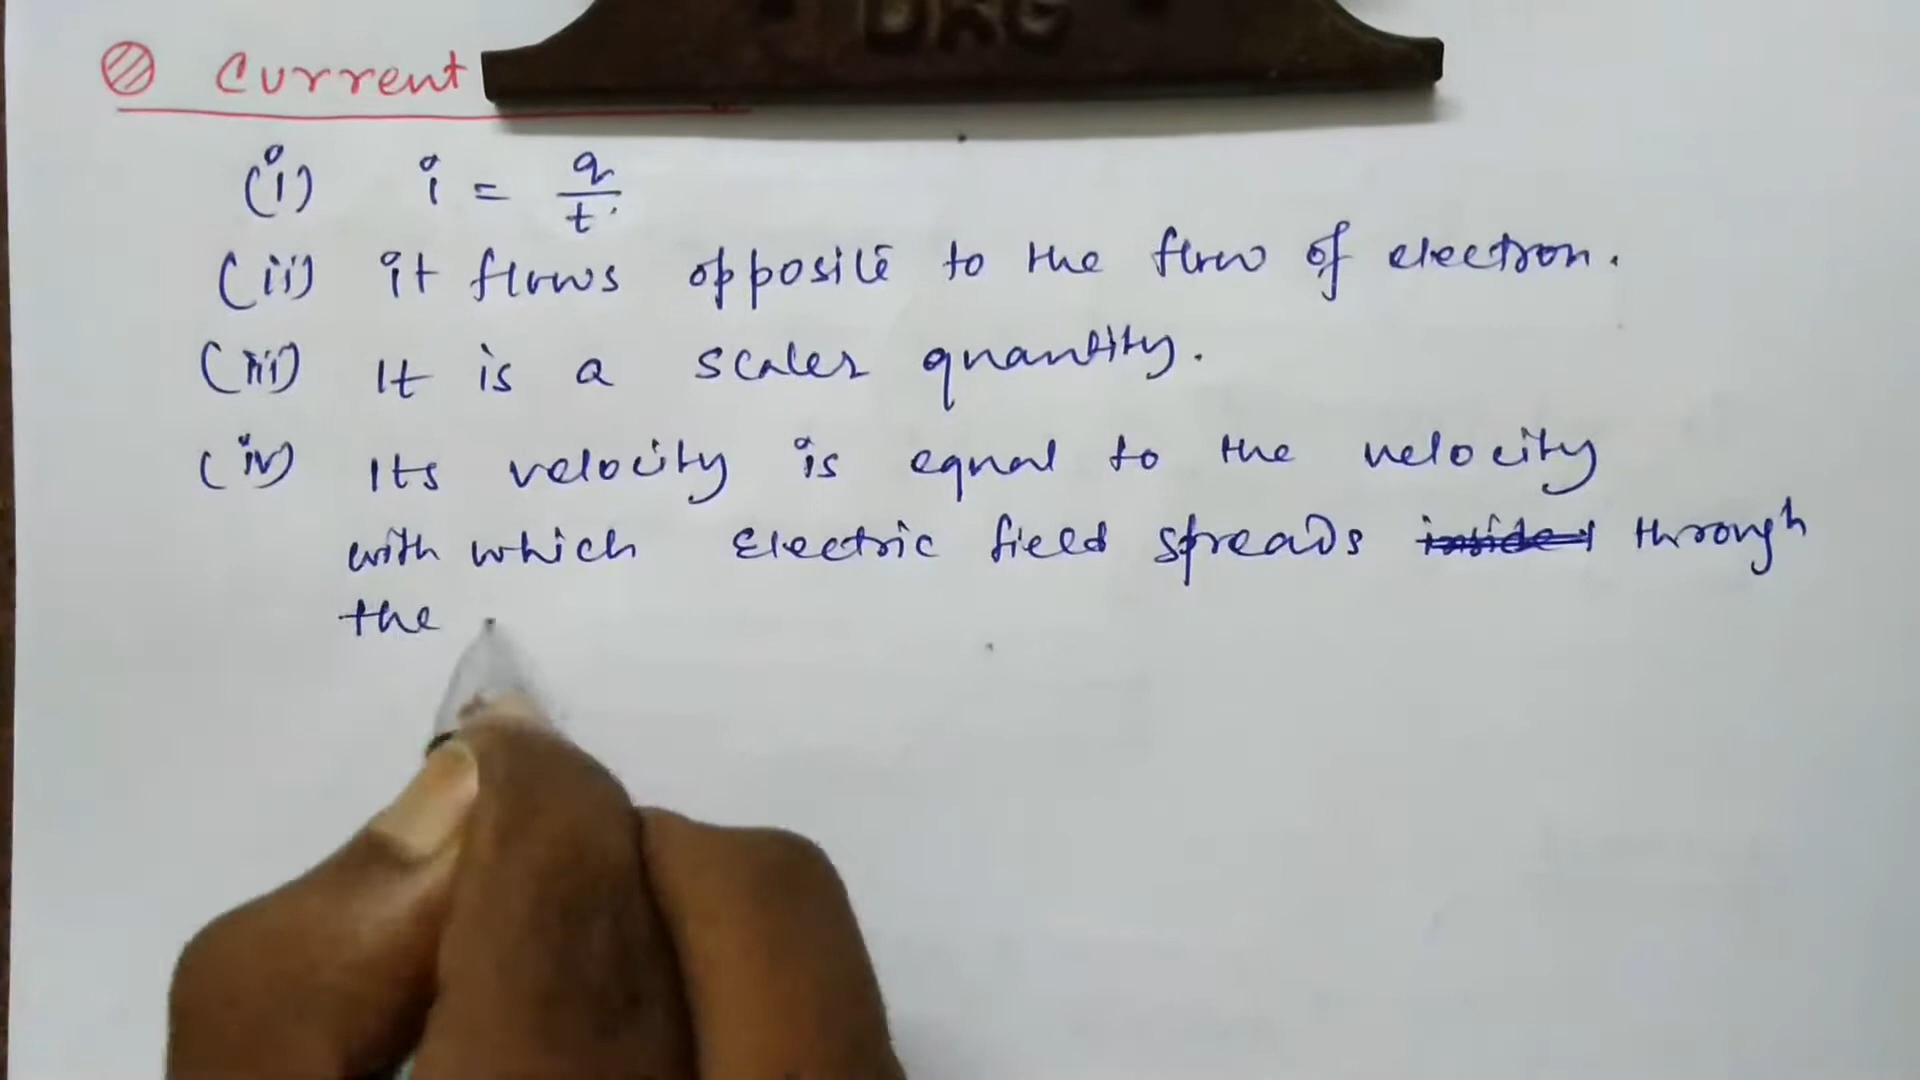 Current
(i) i = q/t
(ii) it flows opposite to the flow of electron.
(iii) It is a scaler quantity.
(iv) Its velocity is equal to the velocity
with which Electric field spreads inside through
the